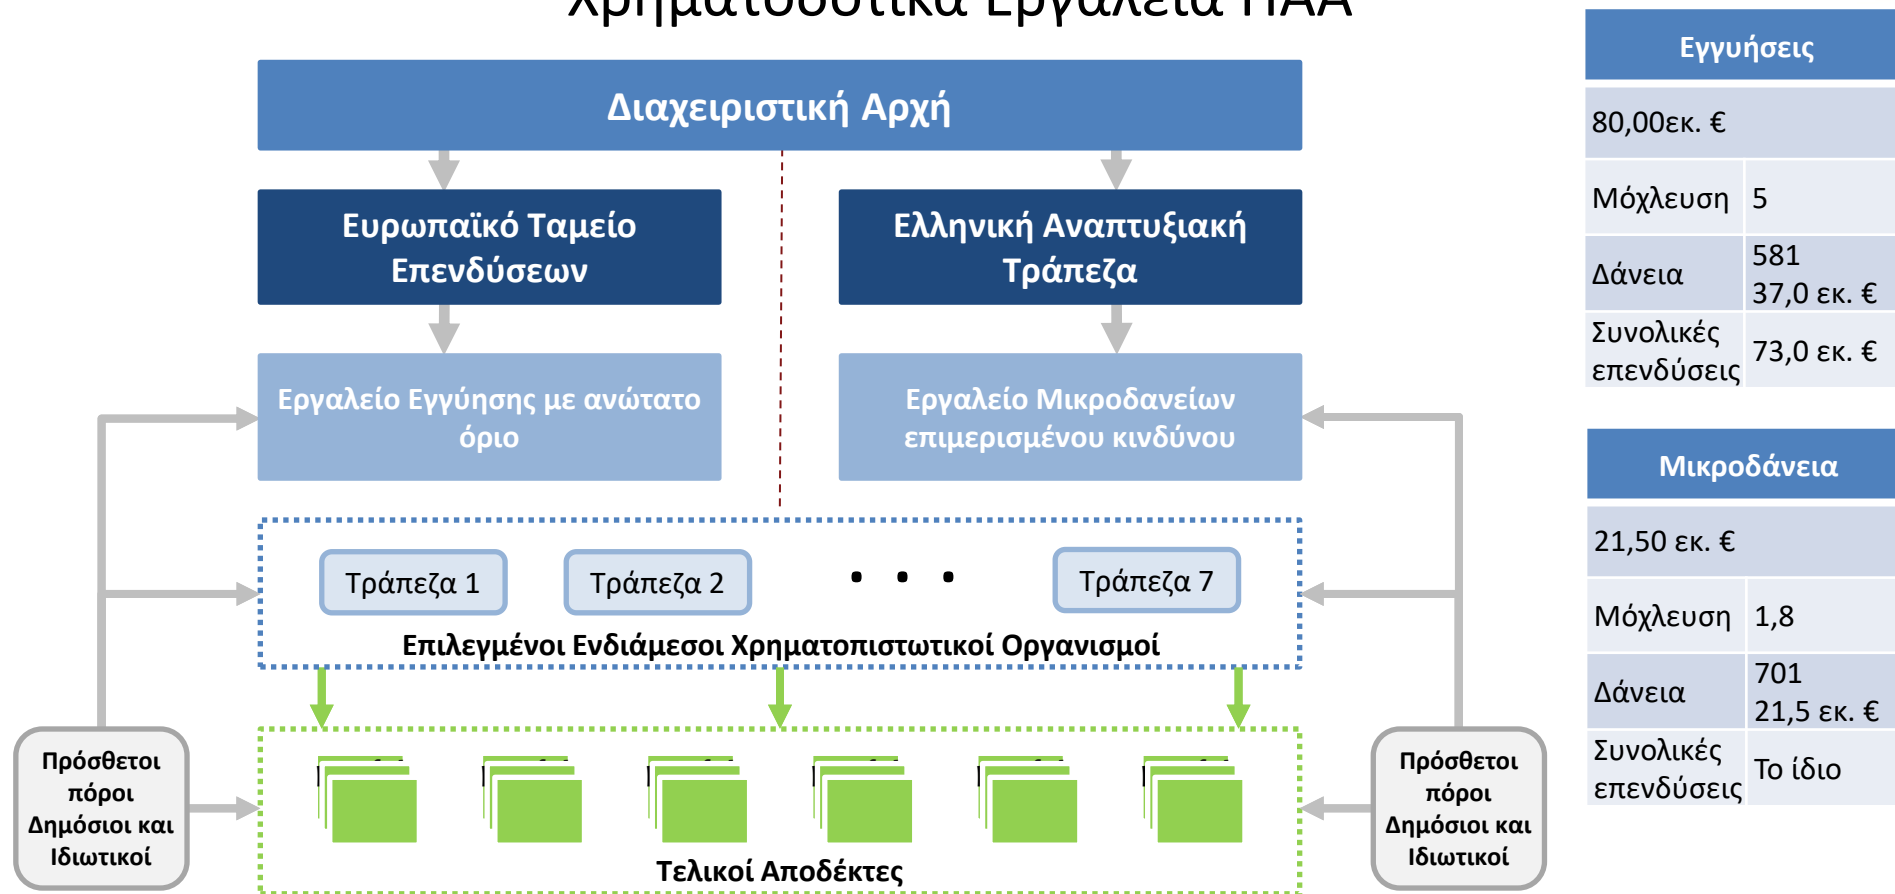 Χρηματοδοτικά Εργαλεία ΠΑΑ
Διαχειριστική Αρχή
Ευρωπαϊκό Ταμείο
Επενδύσεων
Ελληνική Αναπτυξιακή
Τράπεζα
Εργαλείο Εγγύησης με ανώτατο
όριο
Εργαλείο Μικροδανείων
επιμερισμένου κινδύνου
Τράπεζα 1
Τράπεζα 2
. . .
Τράπεζα 7
Επιλεγμένοι Ενδιάμεσοι Χρηματοπιστωτικοί Οργανισμοί
Πρόσθετοι
πόροι
Δημόσιοι και
Ιδιωτικοί
Τελικοί Αποδέκτες
Πρόσθετοι
πόροι
Δημόσιοι και
Ιδιωτικοί
Εγγυήσεις
80,00εκ. €
Μόχλευση 5
Δάνεια
581
37,0 εκ. €
Συνολικές
επενδύσεις
73,0 εκ. €
Μικροδάνεια
21,50 εκ. €
Μόχλευση 1,8
Δάνεια
701
21,5 εκ. €
Συνολικές
επενδύσεις
Το ίδιο